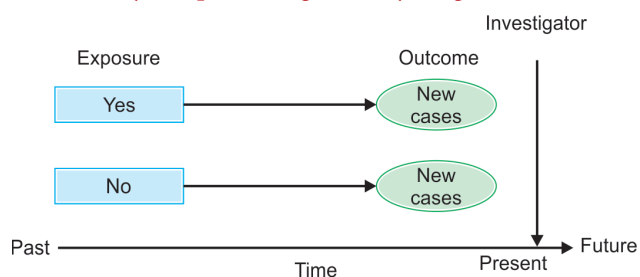 Investigator
Exposure
Outcome
Yes
New
cases
No
New
cases
Past
Future
Present
Time